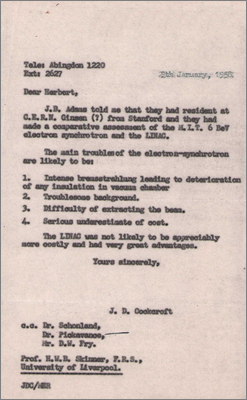 Tele: Abingdon 1220
Ext: 2627
January, 1958
Dear Herbert,
J.B. Adams told me that they had resident at
C.E.R.N. Ginzen (?) from Stanford and they had
made a comparative assessment of the M.I.T. 6 BeV
electron synchrotron and the LINAC.
The main troubles of the electron-synchrotron
are likely to be:
1. Intense bremsstrahlung leading to deterioration
of any insulation in vacuum chamber
2. Troublesome background.
3. Difficulty of extracting the beam.
4. Serious underestimate of cost.
The LINAC was not likely to be appreciably
more costly and had very great advantages.
Yours sincerely,
J. D. Cockcroft
c.c. Dr. Schonland,
Dr. Pickavance,
Mr. D.W. Fry.
Prof. H.W.B. Skinner, F.R.S.,
University of Liverpool.
JDC/MER